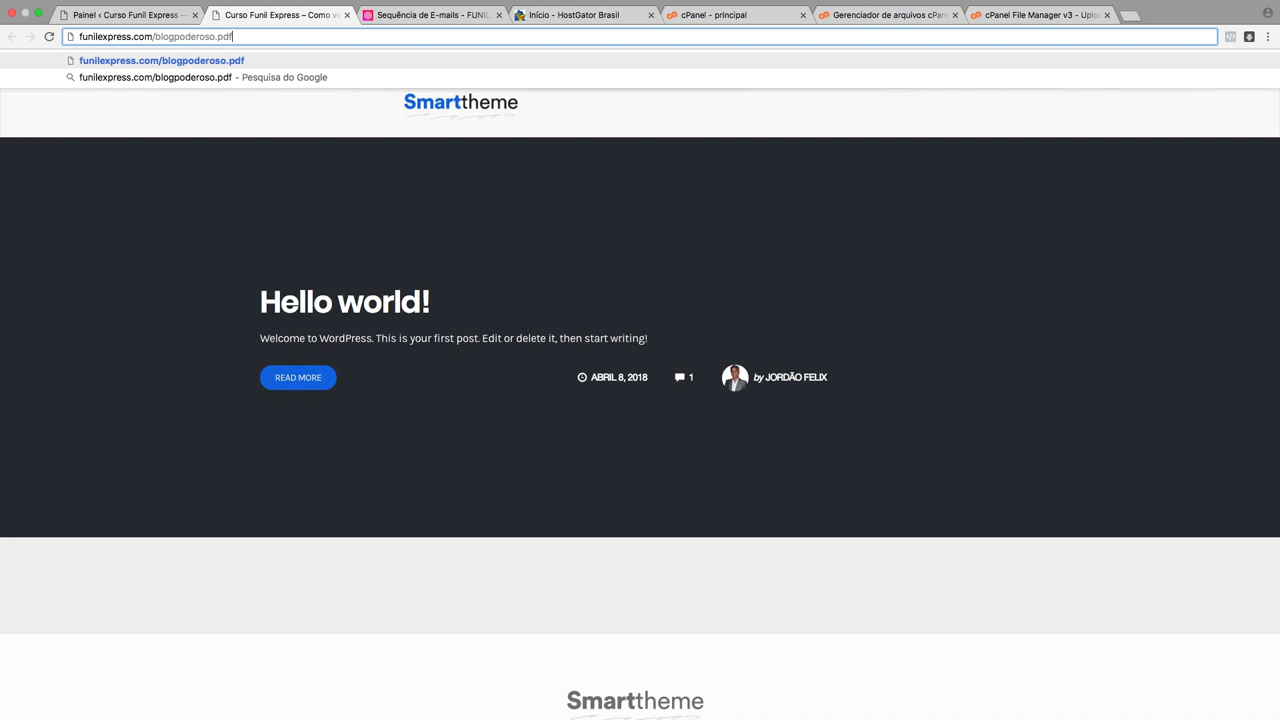 Painel ‹ Curso Funil Express —
Curso Funil Express – Como ve
Sequência de E-mails - FUNIL
Início - HostGator Brasil
cPanel - principal
Gerenciador de arquivos cPane
cPanel File Manager v3 - Uploa
funilexpress.com/blogpoderoso.pdf
funilexpress.com/blogpoderoso.pdf
funilexpress.com/blogpoderoso.pdf - Pesquisa do Google
Smarttheme
Hello world!
Welcome to WordPress. This is your first post. Edit or delete it, then start writing!
READ MORE ABRIL 8, 2018 1 by JORDÃO FELIX
Smarttheme